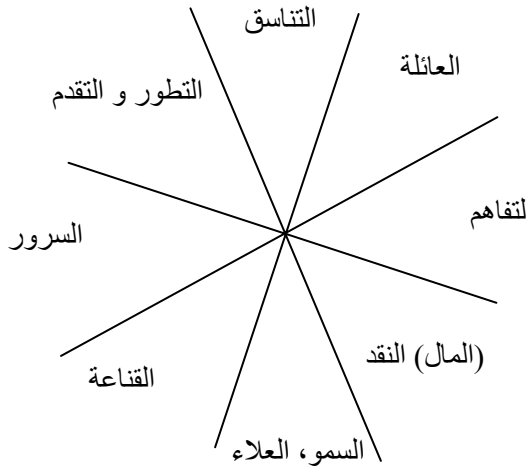 التناسق
العائلة
التطور و التقدم
لتفاهم
السرور
(المال) النقد
القناعة
السمو، العلاء